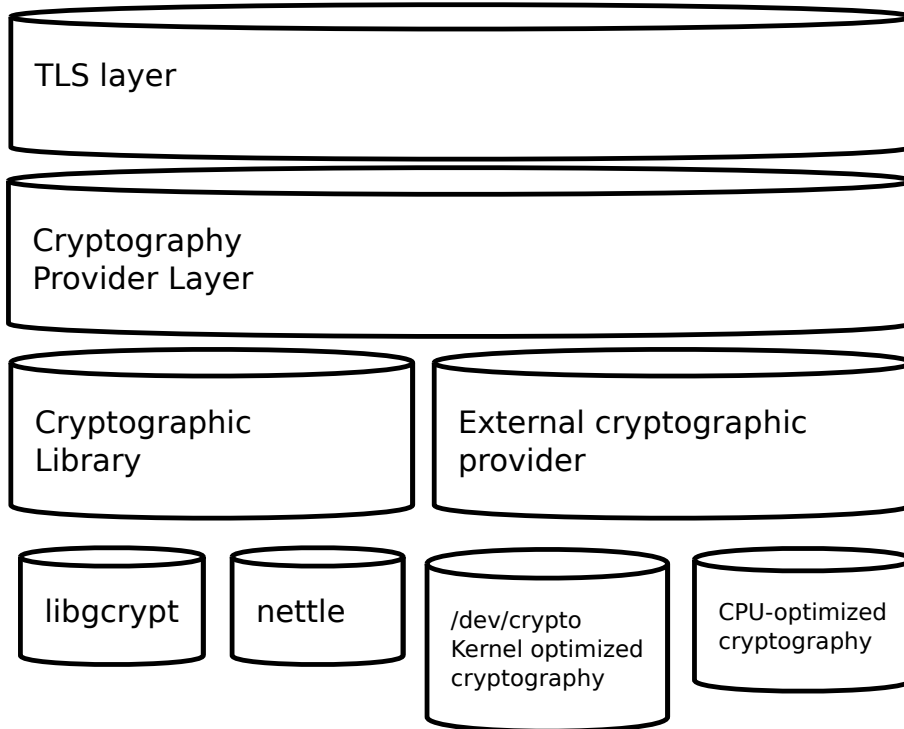 TLS layer
Cryptography
Provider Layer
Cryptographic
Library
External cryptographic
provider
libgcrypt
nettle
/dev/crypto
Kernel optimized
cryptography
CPU-optimized
cryptography